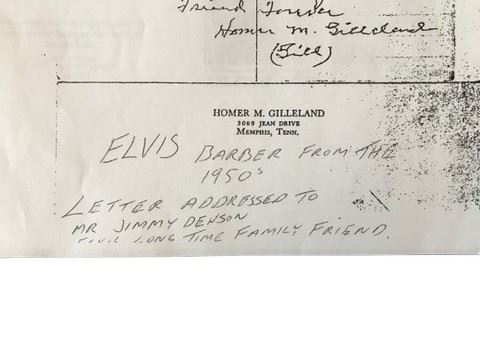 Friend Forever
Homer M. Gilleland
(Gill)
HOMER M. GILLELAND
3069 JEAN DRIVE
MEMPHIS, TENN.
ELVIS BARBER FROM THE
1950s
LETTER ADDRESSED TO
MR JIMMY DENSON
LONG TIME FAMILY FRIEND.